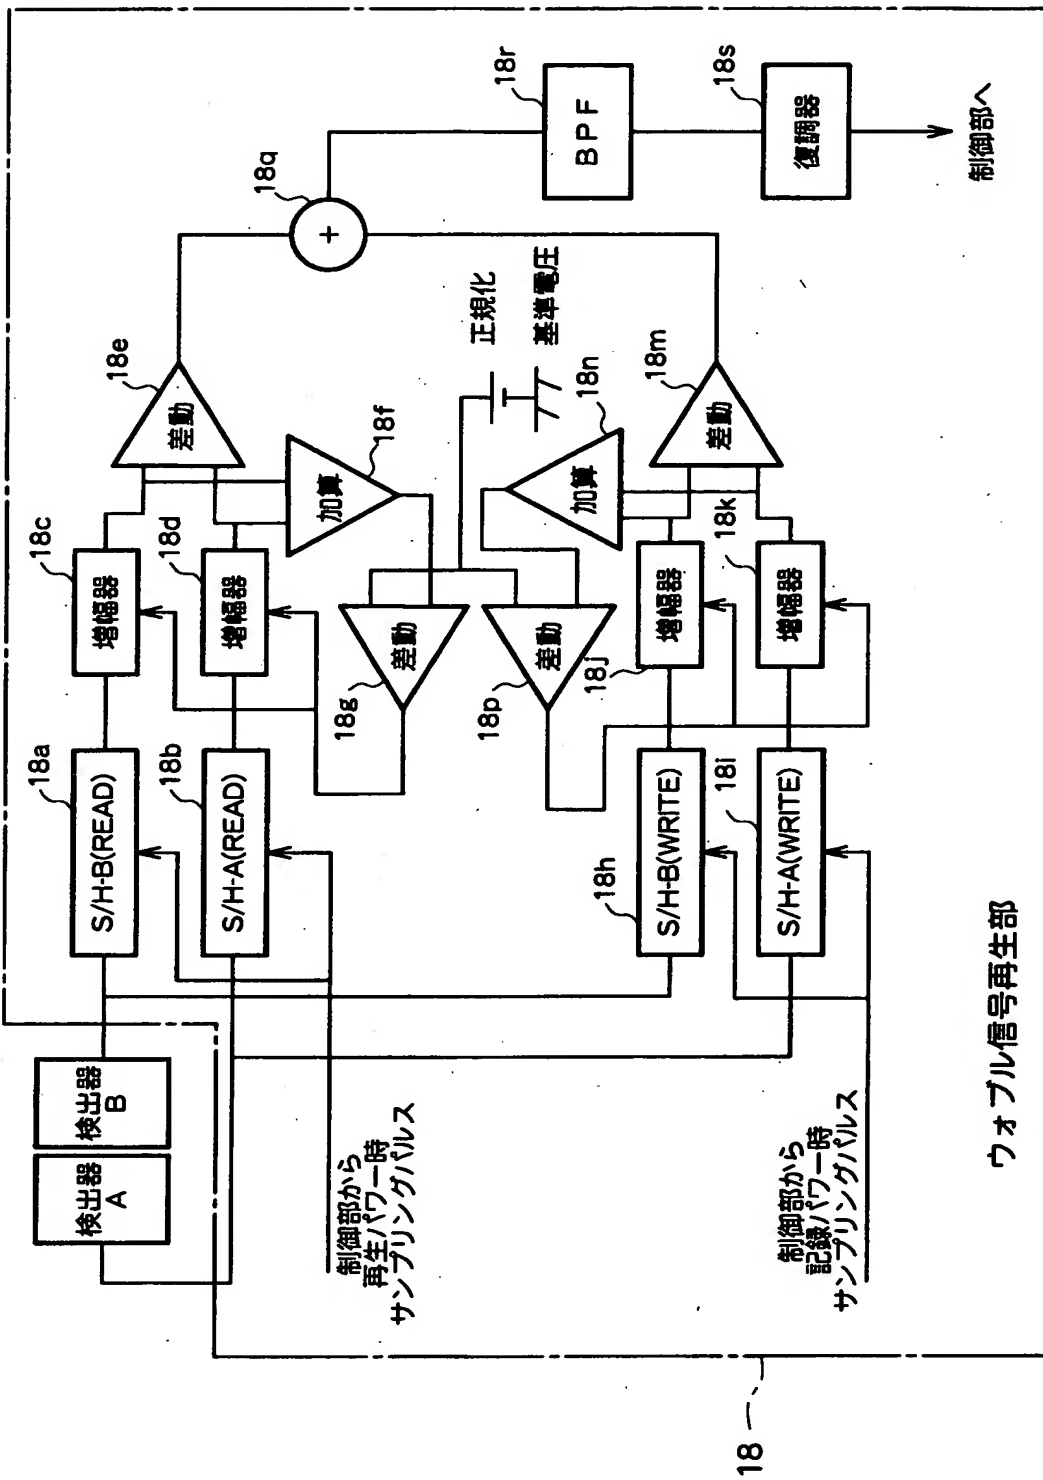 検出器
A
検出器
B
18a
S/H-B(READ)
18b
S/H-A(READ)
18c
増幅器
18d
増幅器
18e
差動
18f
加算
18g
差動
正規化
基準電圧
18p
差動
18n
加算
18h
S/H-B(WRITE)
18i
S/H-A(WRITE)
18j
増幅器
18k
増幅器
18m
差動
18q
+
18r
BPF
18s
復調器
制御部へ
制御部から
再生パワー時
サンプリングパルス
制御部から
記録パワー時
サンプリングパルス
18
ウォブル信号再生部